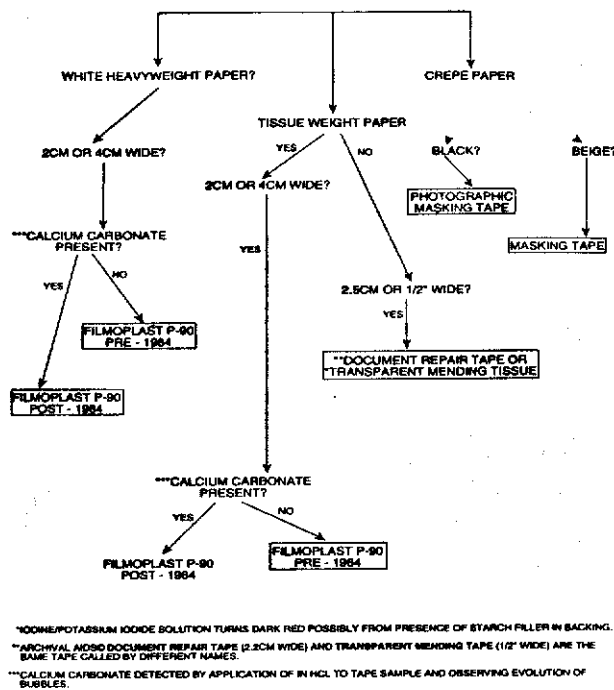 WHITE HEAVYWEIGHT PAPER?
CREPE PAPER
TISSUE WEIGHT PAPER
2CM OR 4CM WIDE?
YES
NO
BLACK?
BEIGE?
2CM OR 4CM WIDE?
PHOTOGRAPHIC
MASKING TAPE
***CALCIUM CARBONATE
PRESENT?
MASKING TAPE
YES
NO
YES
2.5CM OR 1/2" WIDE?
YES
FILMOPLAST P-90
PRE - 1984
**DOCUMENT REPAIR TAPE OR
*TRANSPARENT MENDING TISSUE
FILMOPLAST P-90
POST - 1984
***CALCIUM CARBONATE
PRESENT?
YES
NO
FILMOPLAST P-90
POST - 1984
FILMOPLAST P-90
PRE - 1984
*IODINE/POTASSIUM IODIDE SOLUTION TURNS DARK RED POSSIBLY FROM PRESENCE OF STARCH FILLER IN BACKING.
**ARCHIVAL AIDS© DOCUMENT REPAIR TAPE (2.2CM WIDE) AND TRANSPARENT MENDING TAPE (1/2" WIDE) ARE THE
SAME TAPE CALLED BY DIFFERENT NAMES.
***CALCIUM CARBONATE DETECTED BY APPLICATION OF IN HCL TO TAPE SAMPLE AND OBSERVING EVOLUTION OF
BUBBLES.